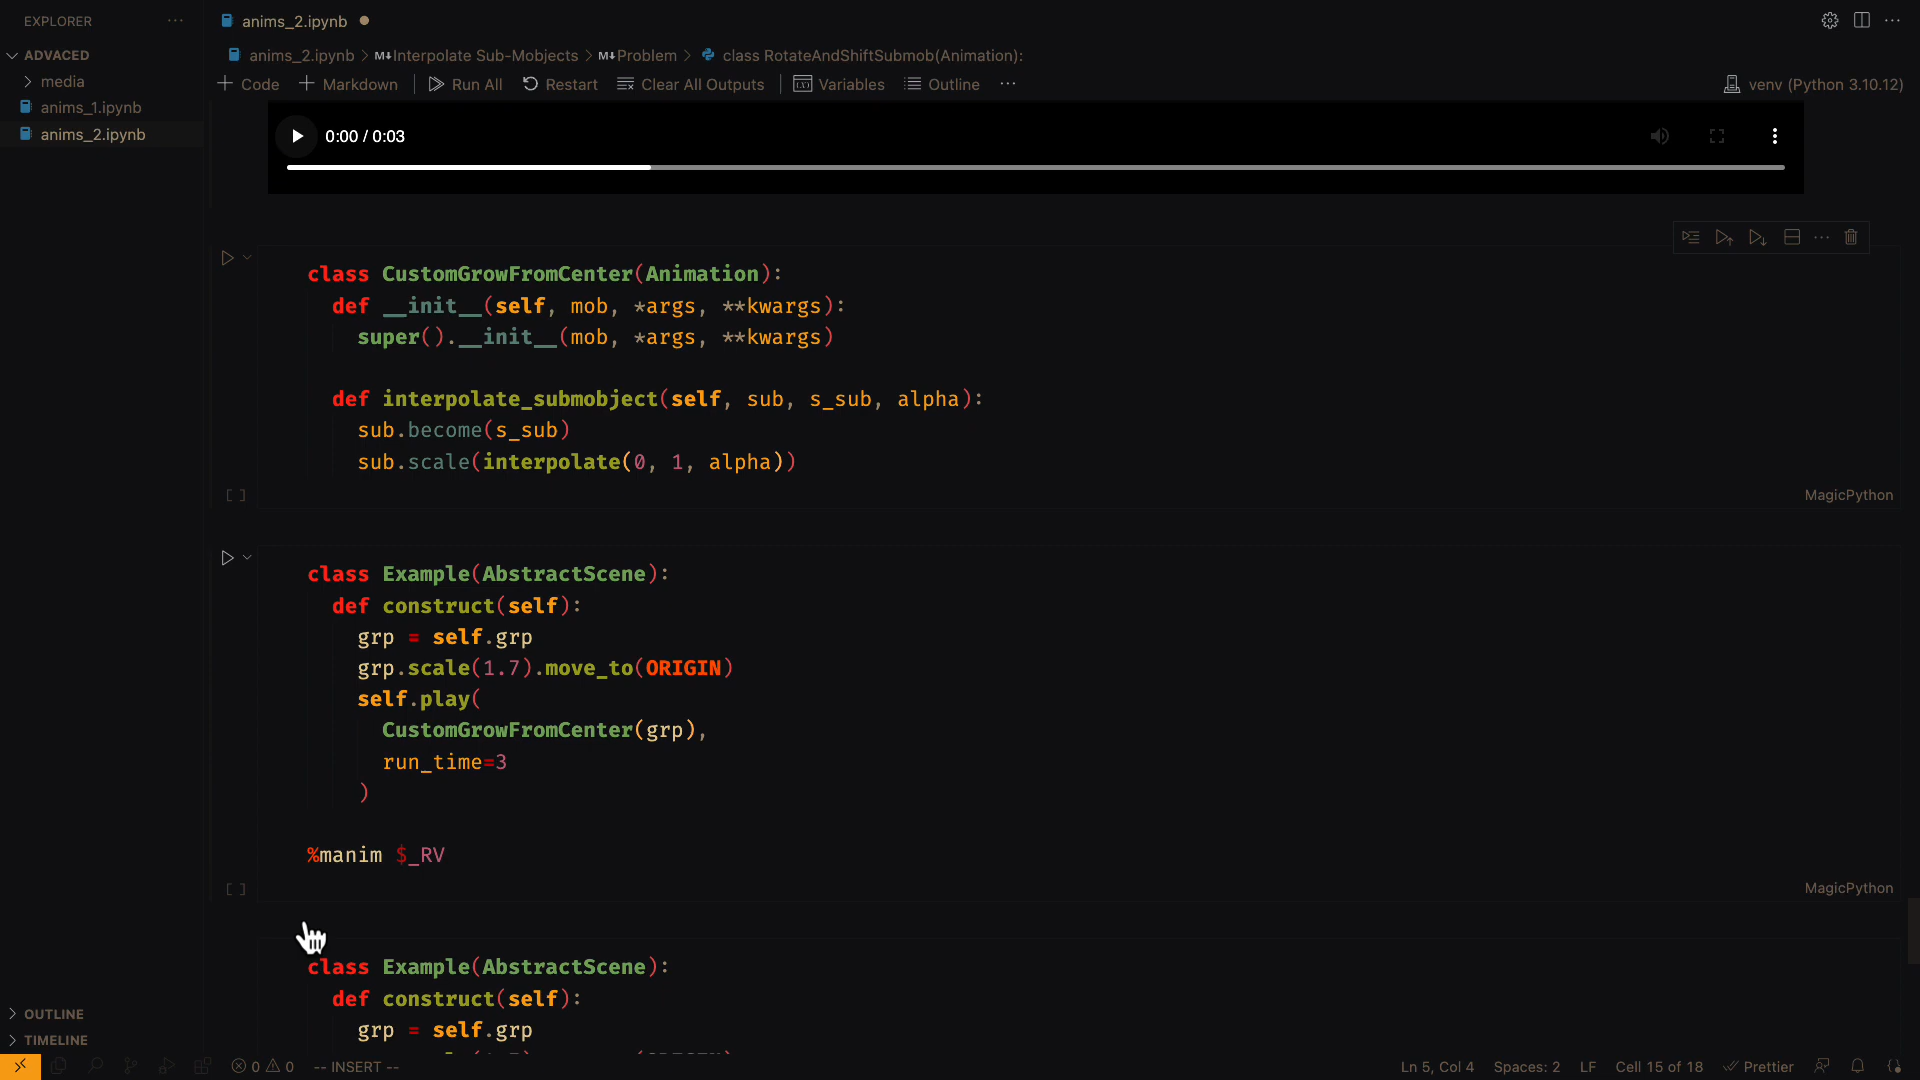 EXPLORER
anims_2.ipynb
ADVACED
media
anims_1.ipynb
anims_2.ipynb
anims_2.ipynb > M↓Interpolate Sub-Mobjects > M↓Problem > class RotateAndShiftSubmob(Animation):
Code Markdown Run All Restart Clear All Outputs Variables Outline ···
venv (Python 3.10.12)
0:00 / 0:03
class CustomGrowFromCenter(Animation):
def __init__(self, mob, *args, **kwargs):
super().__init__(mob, *args, **kwargs)
def interpolate_submobject(self, sub, s_sub, alpha):
sub.become(s_sub)
sub.scale(interpolate(0, 1, alpha))
[ ]
MagicPython
class Example(AbstractScene):
def construct(self):
grp = self.grp
grp.scale(1.7).move_to(ORIGIN)
self.play(
CustomGrowFromCenter(grp),
run_time=3
)
%manim $_RV
[ ]
MagicPython
class Example(AbstractScene):
def construct(self):
grp = self.grp
OUTLINE
TIMELINE
0 0 -- INSERT --
Ln 5, Col 4 Spaces: 2 LF Cell 15 of 18 Prettier